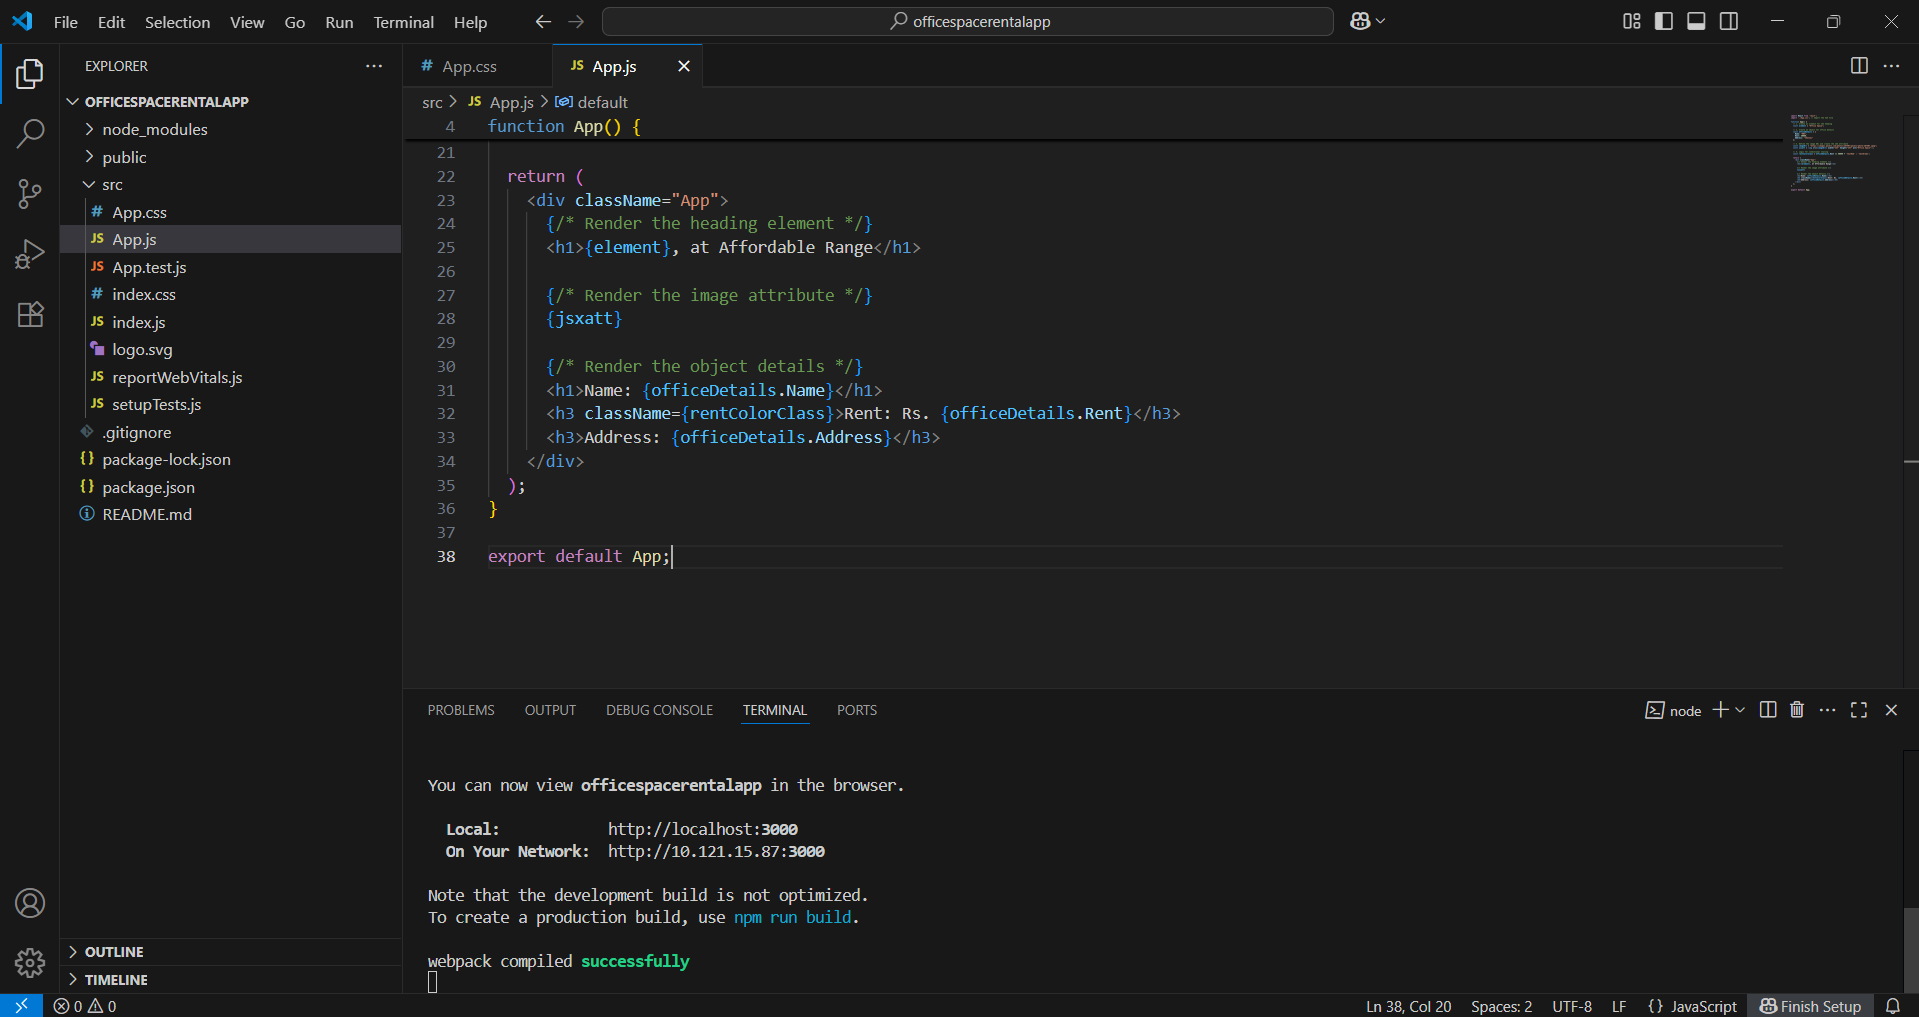 File Edit Selection View Go Run Terminal Help
officespacerentalapp
EXPLORER
OFFICESPACERENTALAPP
node_modules
public
src
# App.css
JS App.js
JS App.test.js
# index.css
JS index.js
logo.svg
JS reportWebVitals.js
JS setupTests.js
.gitignore
{} package-lock.json
{} package.json
README.md
OUTLINE
TIMELINE
# App.css
JS App.js
src > JS App.js > default
4 function App() {
21
22 return (
23 <div className="App">
24 {/* Render the heading element */}
25 <h1>{element}, at Affordable Range</h1>
26
27 {/* Render the image attribute */}
28 {jsxatt}
29
30 {/* Render the object details */}
31 <h1>Name: {officeDetails.Name}</h1>
32 <h3 className={rentColorClass}>Rent: Rs. {officeDetails.Rent}</h3>
33 <h3>Address: {officeDetails.Address}</h3>
34 </div>
35 );
36 }
37
38 export default App;
PROBLEMS OUTPUT DEBUG CONSOLE TERMINAL PORTS
node
You can now view officespacerentalapp in the browser.
Local: http://localhost:3000
On Your Network: http://10.121.15.87:3000
Note that the development build is not optimized.
To create a production build, use npm run build.
webpack compiled successfully
0 0
Ln 38, Col 20 Spaces: 2 UTF-8 LF {} JavaScript Finish Setup